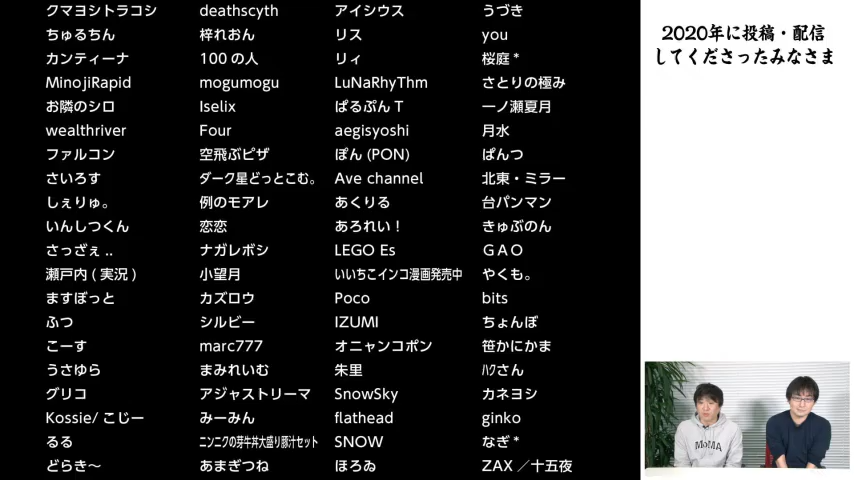 クマヨシトラコシ deathscyth アイシウス うづき
ちゅるちん 梓れおん リス you
カンティーナ 100の人 リィ 桜庭*
MinojiRapid mogumogu LuNaRhyThm さとりの極み
お隣のシロ Iselix ぱるぷんT 一ノ瀬夏月
wealthriver Four aegisyoshi 月水
ファルコン 空飛ぶピザ ぽん(PON) ぱんつ
さいろす ダーク星どっとこむ。 Ave channel 北東・ミラー
しぇりゅ。 例のモアレ あくりる 台パンマン
いんしつくん 恋恋 あろれい! きゅぶのん
さっざぇ.. ナガレボシ LEGO Es GAO
瀬戸内(実況) 小望月 いいちこインコ漫画発売中 やくも。
ますぼっと カズロウ Poco bits
ふつ シルビー IZUMI ちょんぼ
こーす marc777 オニャンコポン 笹かにかま
うさゆら まみれいむ 朱里 ﾊｸさん
グリコ アジャストリーマ SnowSky カネヨシ
Kossie/こじー みーみん flathead ginko
るる ニンニクの芽牛丼大盛り豚汁セット SNOW なぎ*
どらき～ あまぎつね ほろゐ ZAX／十五夜
2020年に投稿・配信
してくださったみなさま
MoMA